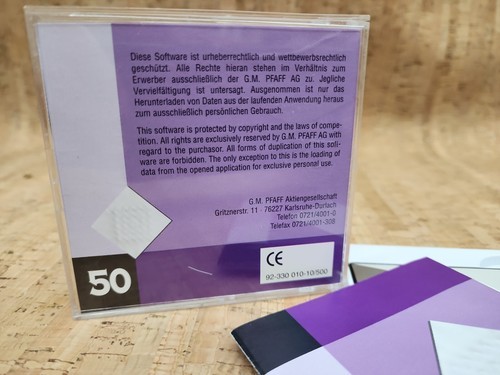 Diese Software ist urheberrechtlich und wettbewerbsrechtlich
geschützt. Alle Rechte hieran stehen im Verhältnis zum
Erwerber ausschließlich der G.M. PFAFF AG zu. Jegliche
Vervielfältigung ist untersagt. Ausgenommen ist nur das
Herunterladen von Daten aus der laufenden Anwendung heraus
zum ausschließlich persönlichen Gebrauch.
This software is protected by copyright and the laws of compe-
tition. All rights are exclusively reserved by G.M. PFAFF AG with
regard to the purchasor. All forms of duplication of this soft-
ware are forbidden. The only exception to this is the loading of
data from the opened application for exclusive personal use.
G.M. PFAFF Aktiengesellschaft
Gritznerstr. 11 · 76227 Karlsruhe-Durlach
Telefon 0721/4001-0
Telefax 0721/4001-308
CE
50
92-330 010-10/500